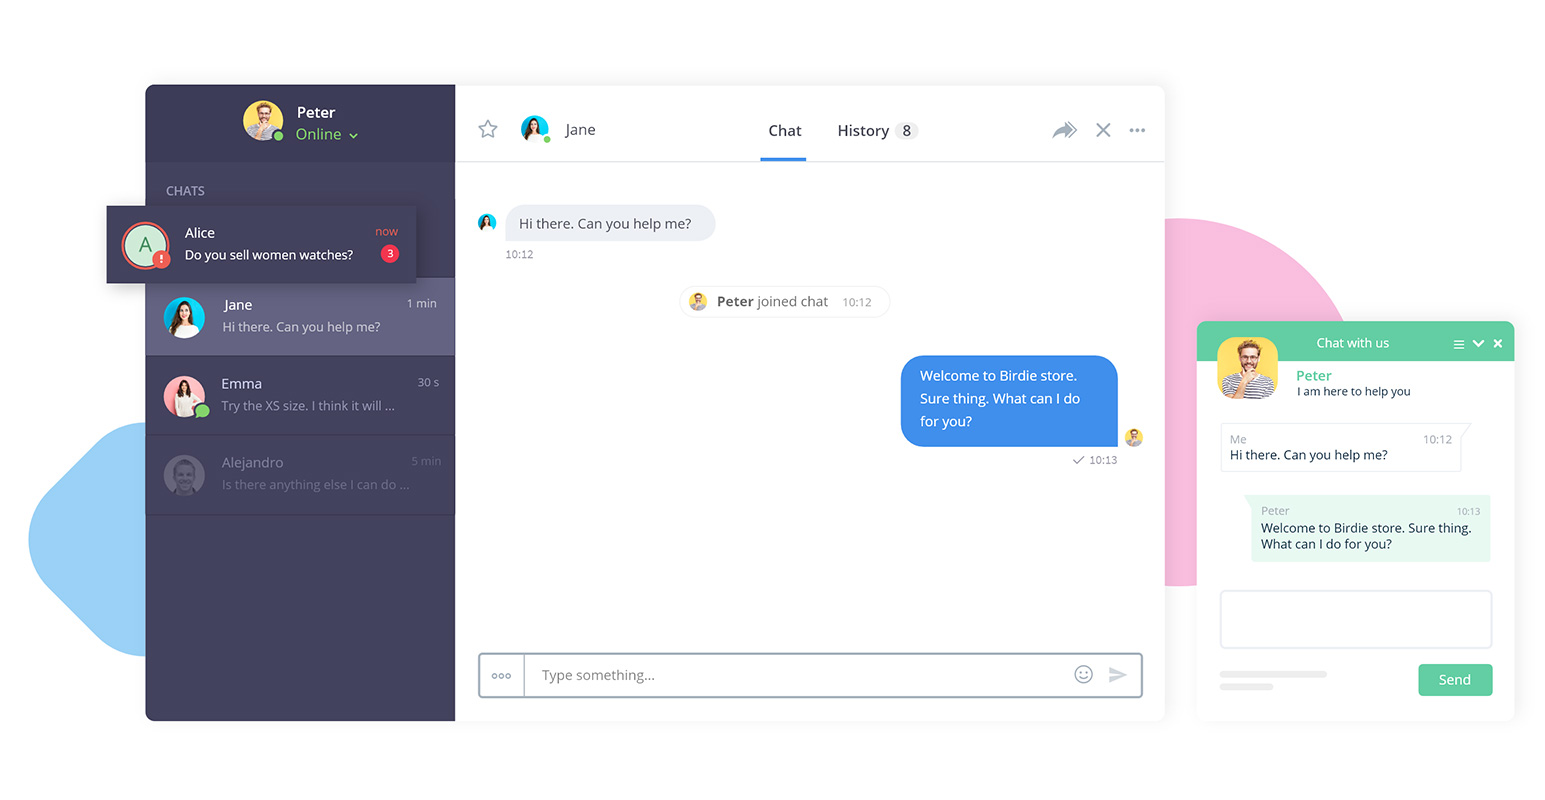 Peter
Online
CHATS
A
Alice
now
Do you sell women watches?
3
Jane
1 min
Hi there. Can you help me?
Emma
30 s
Try the XS size. I think it will ...
Alejandro
5 min
Is there anything else I can do ...
Jane
Chat
History 8
Hi there. Can you help me?
10:12
Peter joined chat 10:12
Welcome to Birdie store.
Sure thing. What can I do
for you?
10:13
Type something...
Chat with us
Peter
I am here to help you
Me
10:12
Hi there. Can you help me?
Peter
10:13
Welcome to Birdie store. Sure thing.
What can I do for you?
Send